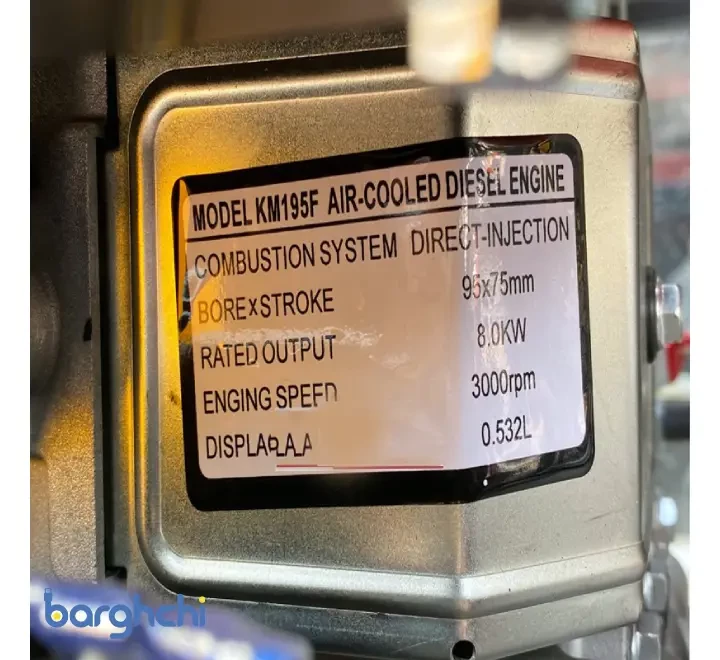 MODEL KM195F AIR-COOLED DIESEL ENGINE
COMBUSTION SYSTEM DIRECT-INJECTION
BORExSTROKE 95x75mm
RATED OUTPUT 8.0KW
ENGING SPEED 3000rpm
0.532L
barghchi